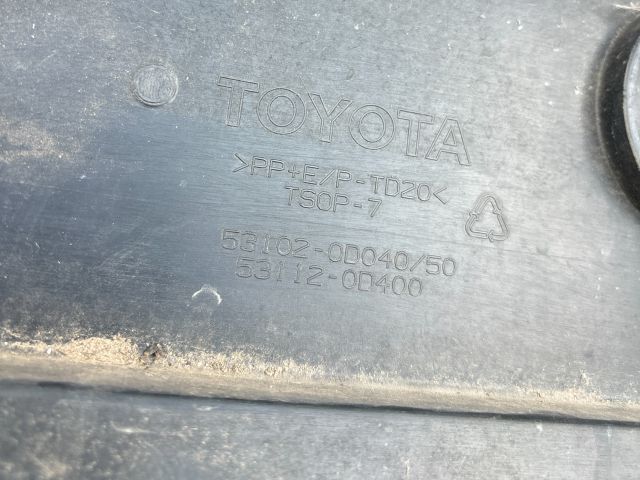 TOYOTA
>PP+E/P-TD20<
TSOP-7
53102-0D040/50
53112-0D400